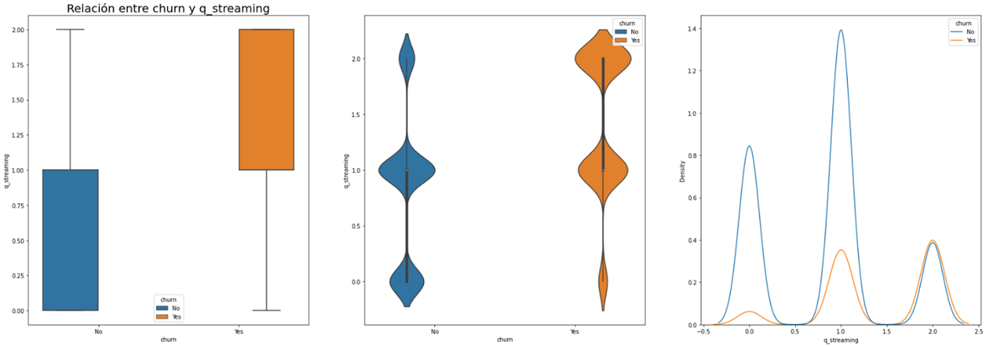 Relación entre churn y q_streaming
2.00
1.75
1.50
1.25
1.00
0.75
0.50
0.25
0.00
q_streaming
churn
No
Yes
No
Yes
churn
churn
No
Yes
2.0
1.5
1.0
0.5
0.0
q_streaming
No
Yes
churn
churn
No
Yes
1.4
1.2
1.0
0.8
0.6
0.4
0.2
0.0
Density
-0.5
0.0
0.5
1.0
1.5
2.0
2.5
q_streaming